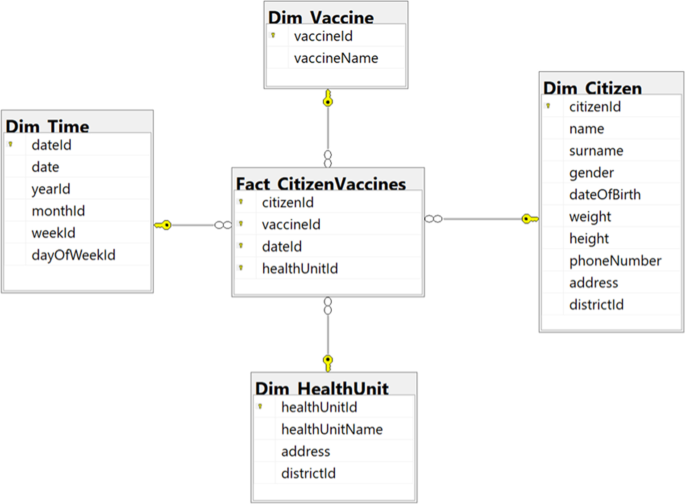 Dim_Vaccine
vaccineId
vaccineName
Dim_Time
dateId
date
yearId
monthId
weekId
dayOfWeekId
Fact_CitizenVaccines
citizenId
vaccineId
dateId
healthUnitId
Dim_Citizen
citizenId
name
surname
gender
dateOfBirth
weight
height
phoneNumber
address
districtId
Dim_HealthUnit
healthUnitId
healthUnitName
address
districtId